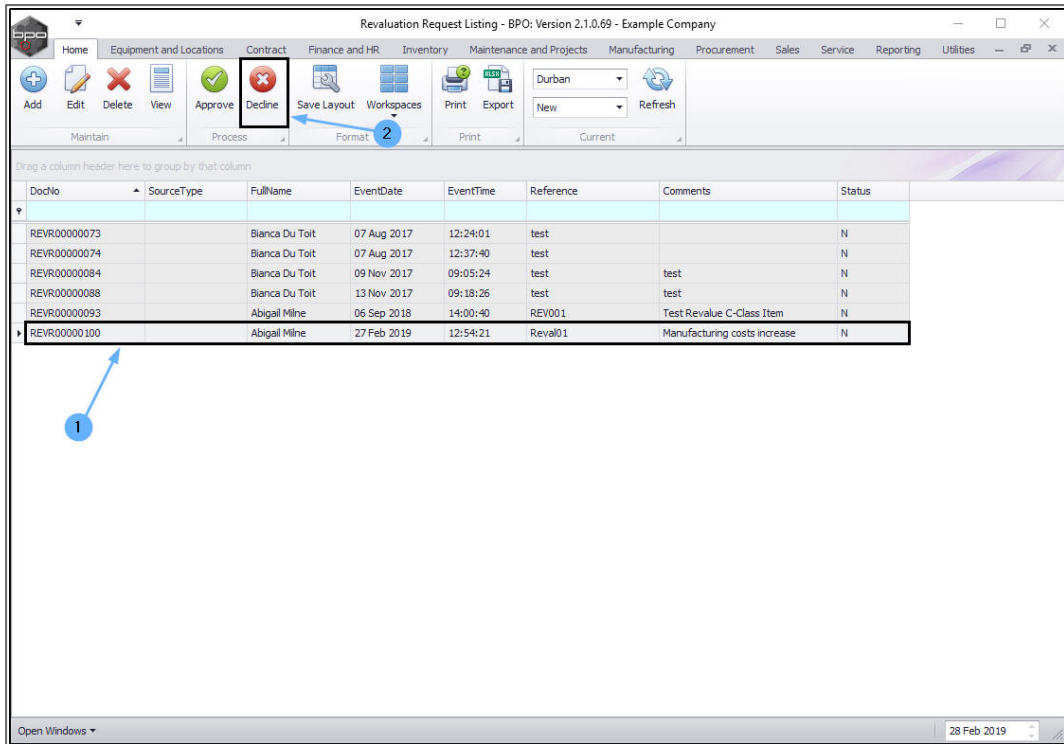 bpo
Revaluation Request Listing - BPO: Version 2.1.0.69 - Example Company
Home Equipment and Locations Contract Finance and HR Inventory Maintenance and Projects Manufacturing Procurement Sales Service Reporting Utilities
Add Edit Delete View Approve Decline Save Layout Workspaces Print Export Durban Refresh
XLSX
New
Maintain Process Format Print Current
2
Drag a column header here to group by that column
DocNo SourceType FullName EventDate EventTime Reference Comments Status
REVR00000073 Bianca Du Toit 07 Aug 2017 12:24:01 test N
REVR00000074 Bianca Du Toit 07 Aug 2017 12:37:40 test N
REVR00000084 Bianca Du Toit 09 Nov 2017 09:05:24 test test N
REVR00000088 Bianca Du Toit 13 Nov 2017 09:18:26 test test N
REVR00000093 Abigail Milne 06 Sep 2018 14:00:40 REV001 Test Revalue C-Class Item N
REVR00000100 Abigail Milne 27 Feb 2019 12:54:21 Reval01 Manufacturing costs increase N
1
Open Windows 28 Feb 2019